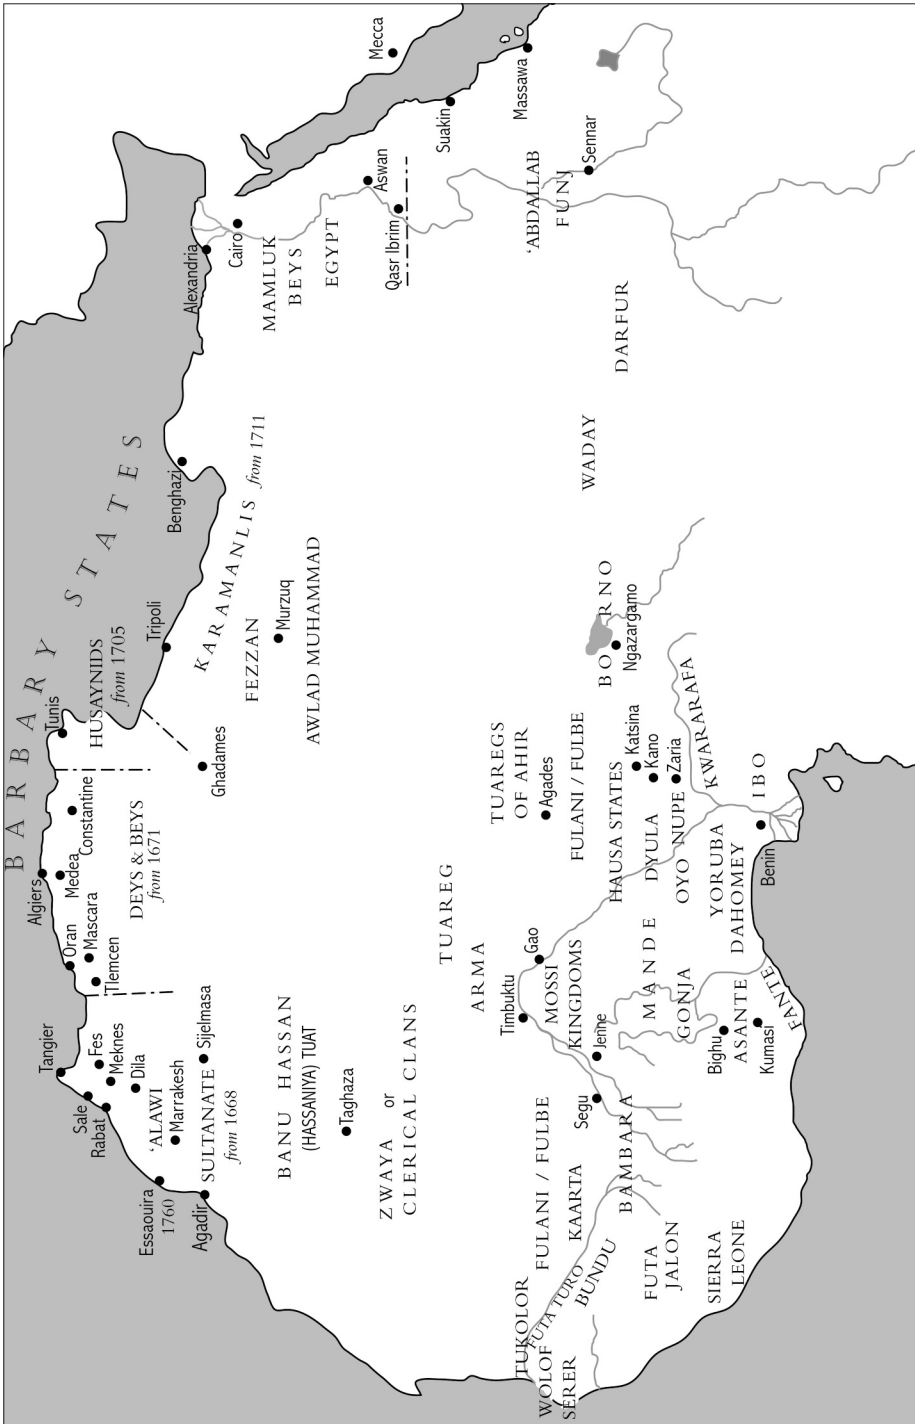 BARBARY STATES
Tangier
Sale
Rabat
Fes
Meknes
Dila
'ALAWI
Marrakesh
Essaouira
1760
Agadir
SULTANATE
from 1668
Sijelmasa
Algiers
Oran
Medea
Mascara
Tlemcen
Constantine
DEYS & BEYS
from 1671
Tunis
HUSAYNIDS
from 1705
Tripoli
Ghadames
KARAMANLIS from 1711
Benghazi
FEZZAN
Murzuq
AWLAD MUHAMMAD
Alexandria
Cairo
MAMLUK
BEYS
EGYPT
Aswan
Qasr Ibrim
Mecca
Suakin
Massawa
BANU HASSAN
(HASSANIYA) TUAT
Taghaza
ZWAYA or
CLERICAL CLANS
TUAREG
ARMA
Timbuktu
Gao
TUAREGS
OF AHIR
Agades
FULANI / FULBE
'ABDALLAB
FUNJ
Sennar
DARFUR
WADAY
BORNO
Ngazargamo
HAUSA STATES
Katsina
Kano
Zaria
DYULA
OYO NUPE
KWARARAFA
YORUBA
DAHOMEY
IBO
Benin
MOSSI
KINGDOMS
Jenne
Segu
MANDE
GONJA
Bighu
ASANTE
Kumasi
FANTE
TUKOLOR
FUTA TURO
FULANI / FULBE
WOLOF
SERER
KAARTA
BUNDU
BAMBARA
FUTA
JALON
SIERRA
LEONE